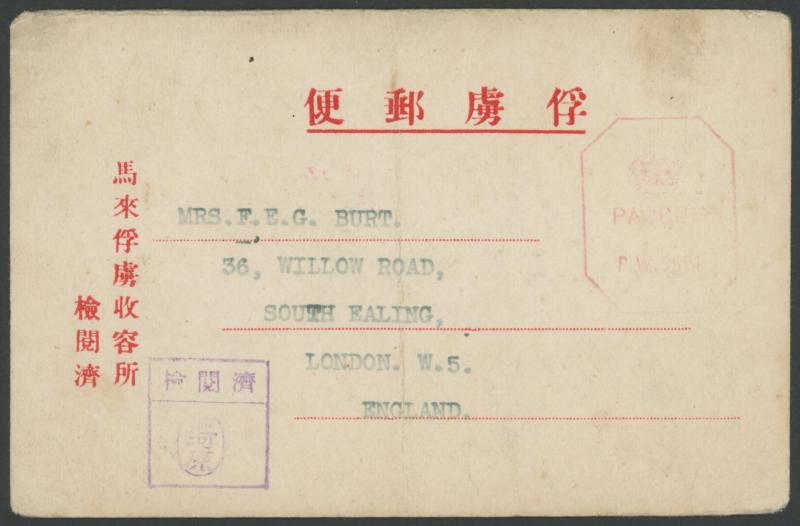 便郵虜俘
馬來俘虜收容所
檢閱濟
MRS. F.E.G. BURT.
36, WILLOW ROAD,
SOUTH EALING,
LONDON. W.5.
ENGLAND.
檢閱濟
P.W.